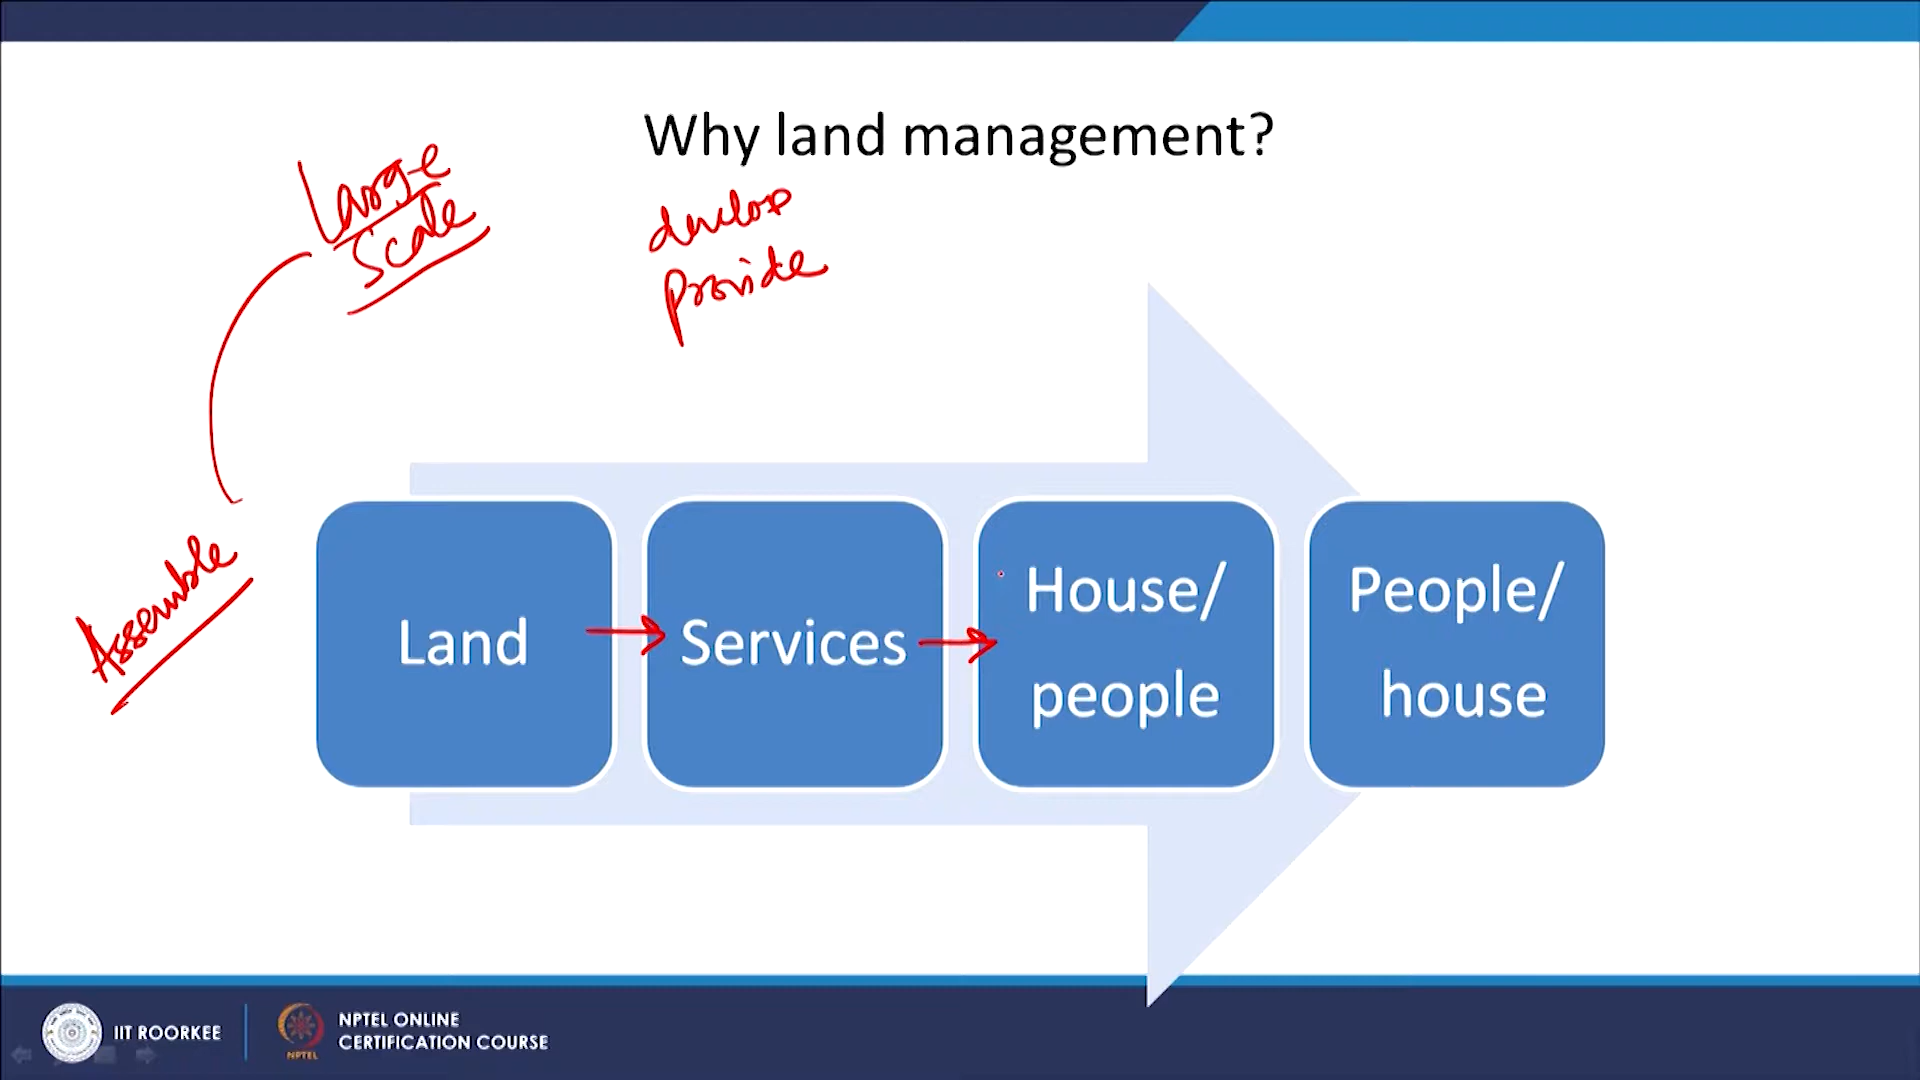 Why land management?
Large
Scale
develop
Provide
Assemble
Land
Services
House/
people
People/
house
IIT ROORKEE
NPTEL
NPTEL ONLINE
CERTIFICATION COURSE